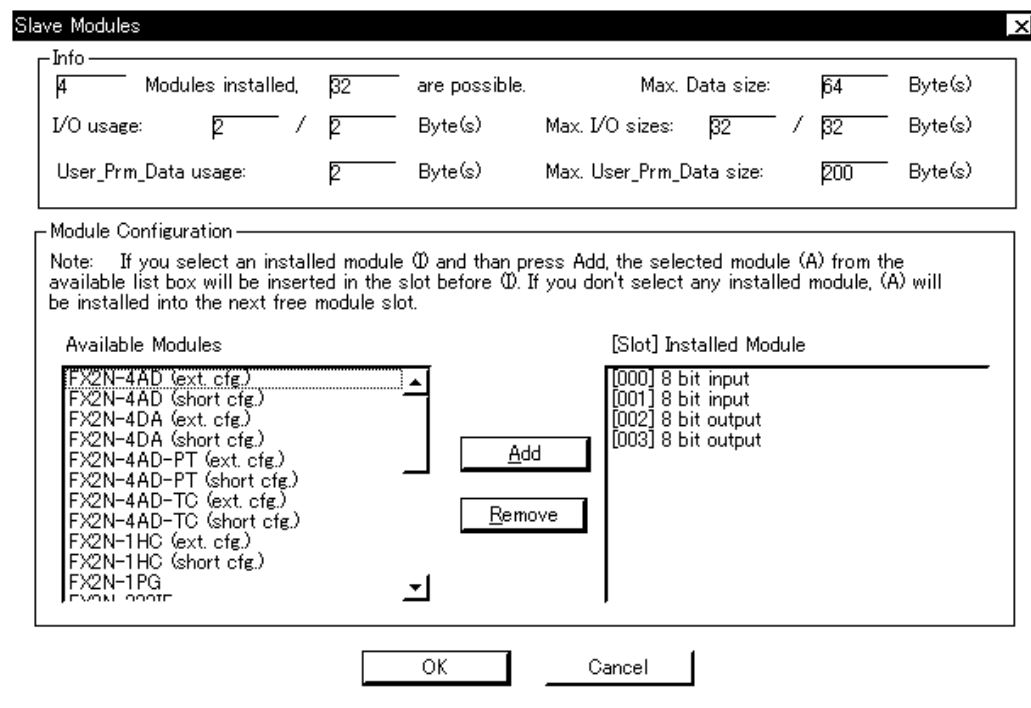 Slave Modules
Info
4 Modules installed, 32 are possible. Max. Data size: 64 Byte(s)
I/O usage: 2 / 2 Byte(s) Max. I/O sizes: 32 / 32 Byte(s)
User_Prm_Data usage: 2 Byte(s) Max. User_Prm_Data size: 200 Byte(s)
Module Configuration
Note: If you select an installed module (I) and than press Add, the selected module (A) from the
available list box will be inserted in the slot before (I). If you don't select any installed module, (A) will
be installed into the next free module slot.
Available Modules
FX2N-4AD (ext. cfg.)
FX2N-4AD (short cfg.)
FX2N-4DA (ext. cfg.)
FX2N-4DA (short cfg.)
FX2N-4AD-PT (ext. cfg.)
FX2N-4AD-PT (short cfg.)
FX2N-4AD-TC (ext. cfg.)
FX2N-4AD-TC (short cfg.)
FX2N-1HC (ext. cfg.)
FX2N-1HC (short cfg.)
FX2N-1PG
Add
Remove
[Slot] Installed Module
[000] 8 bit input
[001] 8 bit input
[002] 8 bit output
[003] 8 bit output
OK
Cancel